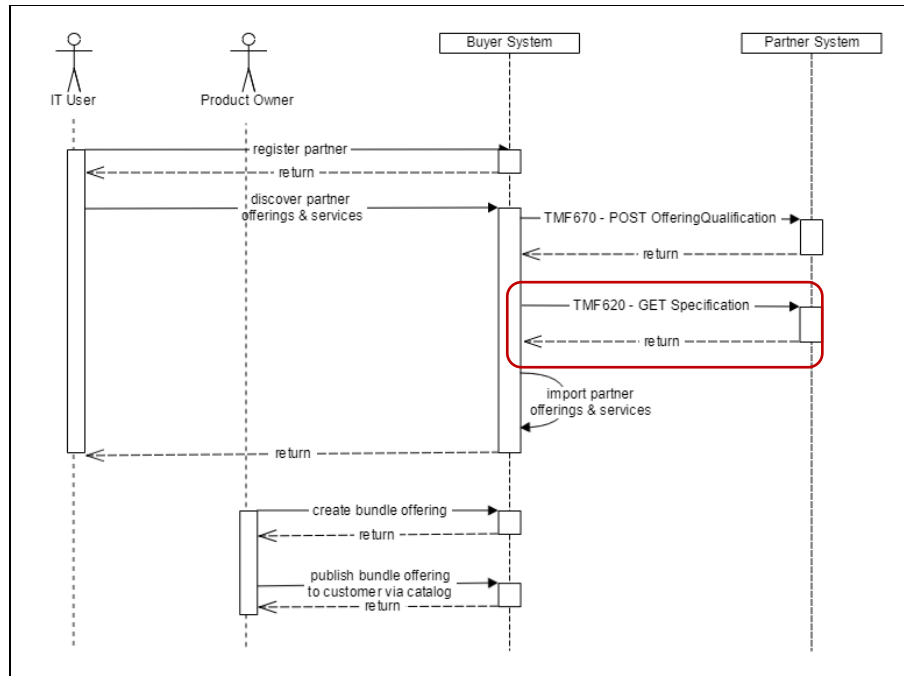 Buyer System
Partner System
IT User
Product Owner
register partner
return
discover partner
offerings & services
TMF670 - POST OfferingQualification
return
TMF620 - GET Specification
return
import partner
offerings & services
return
create bundle offering
return
publish bundle offering
to customer via catalog
return